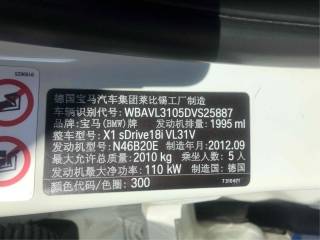 德国宝马汽车集团莱比锡工厂制造
车辆识别代号: WBAVL3105DVS25887
品牌: 宝马(BMW)牌 发动机排量: 1995 ml
整车型号: X1 sDrive18i VL31V
发动机型号: N46B20E 制造年月: 2012.09
最大允许总质量: 2010 kg 乘坐人数: 5 人
发动机最大净功率: 110 kW 制造国: 德国
颜色代码/色圈: 300